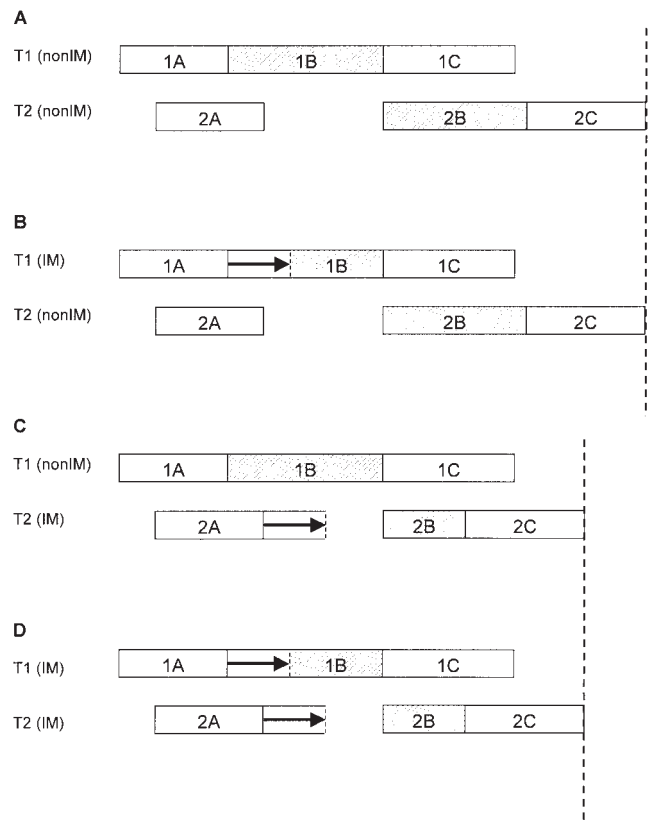 A
T1 (nonIM) 1A 1B 1C
T2 (nonIM) 2A 2B 2C
B
T1 (IM) 1A 1B 1C
T2 (nonIM) 2A 2B 2C
C
T1 (nonIM) 1A 1B 1C
T2 (IM) 2A 2B 2C
D
T1 (IM) 1A 1B 1C
T2 (IM) 2A 2B 2C